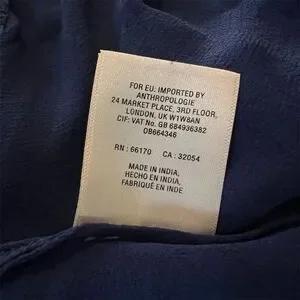 FOR EU: IMPORTED BY
ANTHROPOLOGIE
24 MARKET PLACE, 3RD FLOOR,
LONDON, UK W1W8AN
CIF: VAT No. GB 684936382
OB664346
RN : 66170 CA : 32054
MADE IN INDIA,
HECHO EN INDIA,
FABRIQUÉ EN INDE